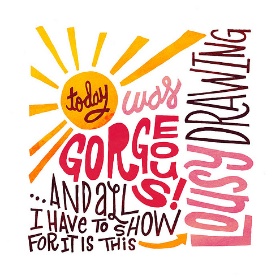 today
was
GORGEOUS!
...AND ALL
I HAVE TO SHOW
FOR IT IS THIS
LOUSY DRAWING